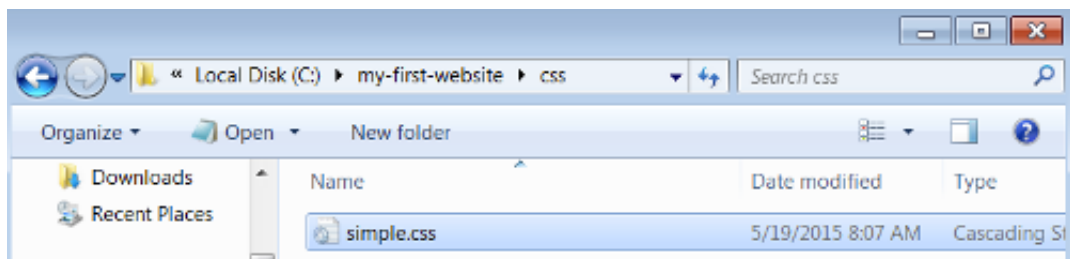 « Local Disk (C:) ▸ my-first-website ▸ css Search css
Organize Open New folder
Downloads Name Date modified Type
Recent Places
simple.css 5/19/2015 8:07 AM Cascading St